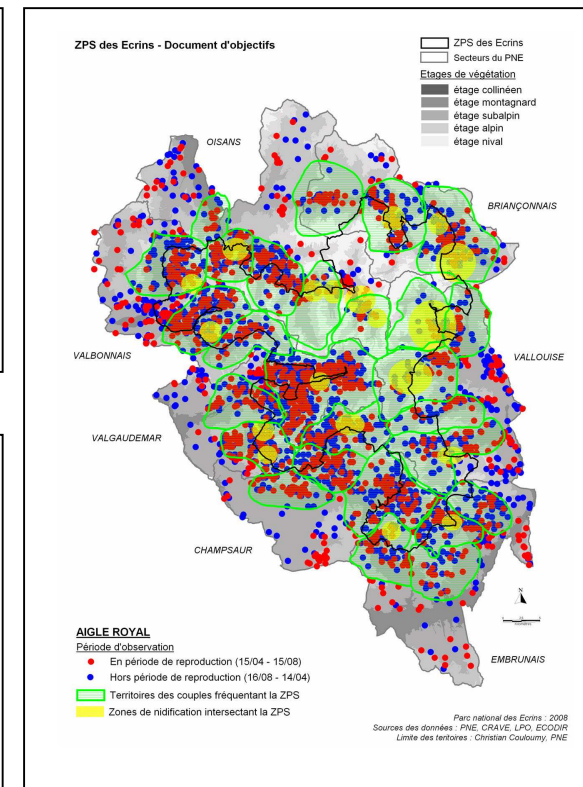 ZPS des Ecrins - Document d'objectifs
ZPS des Ecrins
Secteurs du PNE
Etages de végétation
étage collinéen
étage montagnard
étage subalpin
étage alpin
étage nival
OISANS
BRIANÇONNAIS
VALBONNAIS
VALLOUISE
VALGAUDEMAR
CHAMPSAUR
EMBRUNAIS
N
AIGLE ROYAL
Période d'observation
En période de reproduction (15/04 - 15/08)
Hors période de reproduction (16/08 - 14/04)
Territoires des couples fréquentant la ZPS
Zones de nidification intersectant la ZPS
Parc national des Ecrins : 2008
Sources des données : PNE, CRAVE, LPO, ECODIR
Limite des teritoires : Christian Couloumy, PNE